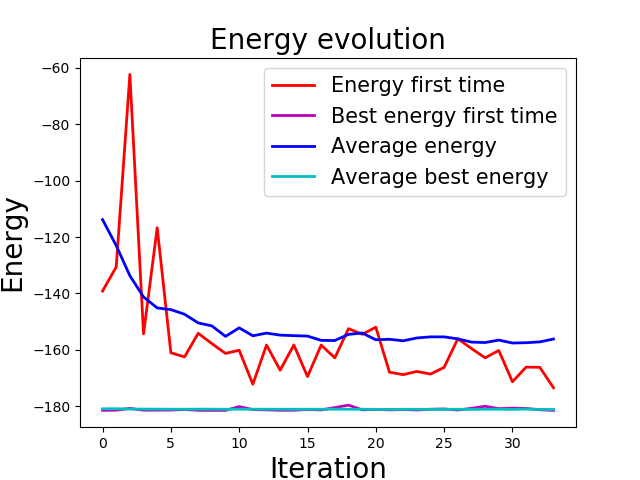 Energy evolution
Energy first time
Best energy first time
Average energy
Average best energy
Energy
−60
−80
−100
−120
−140
−160
−180
0 5 10 15 20 25 30
Iteration